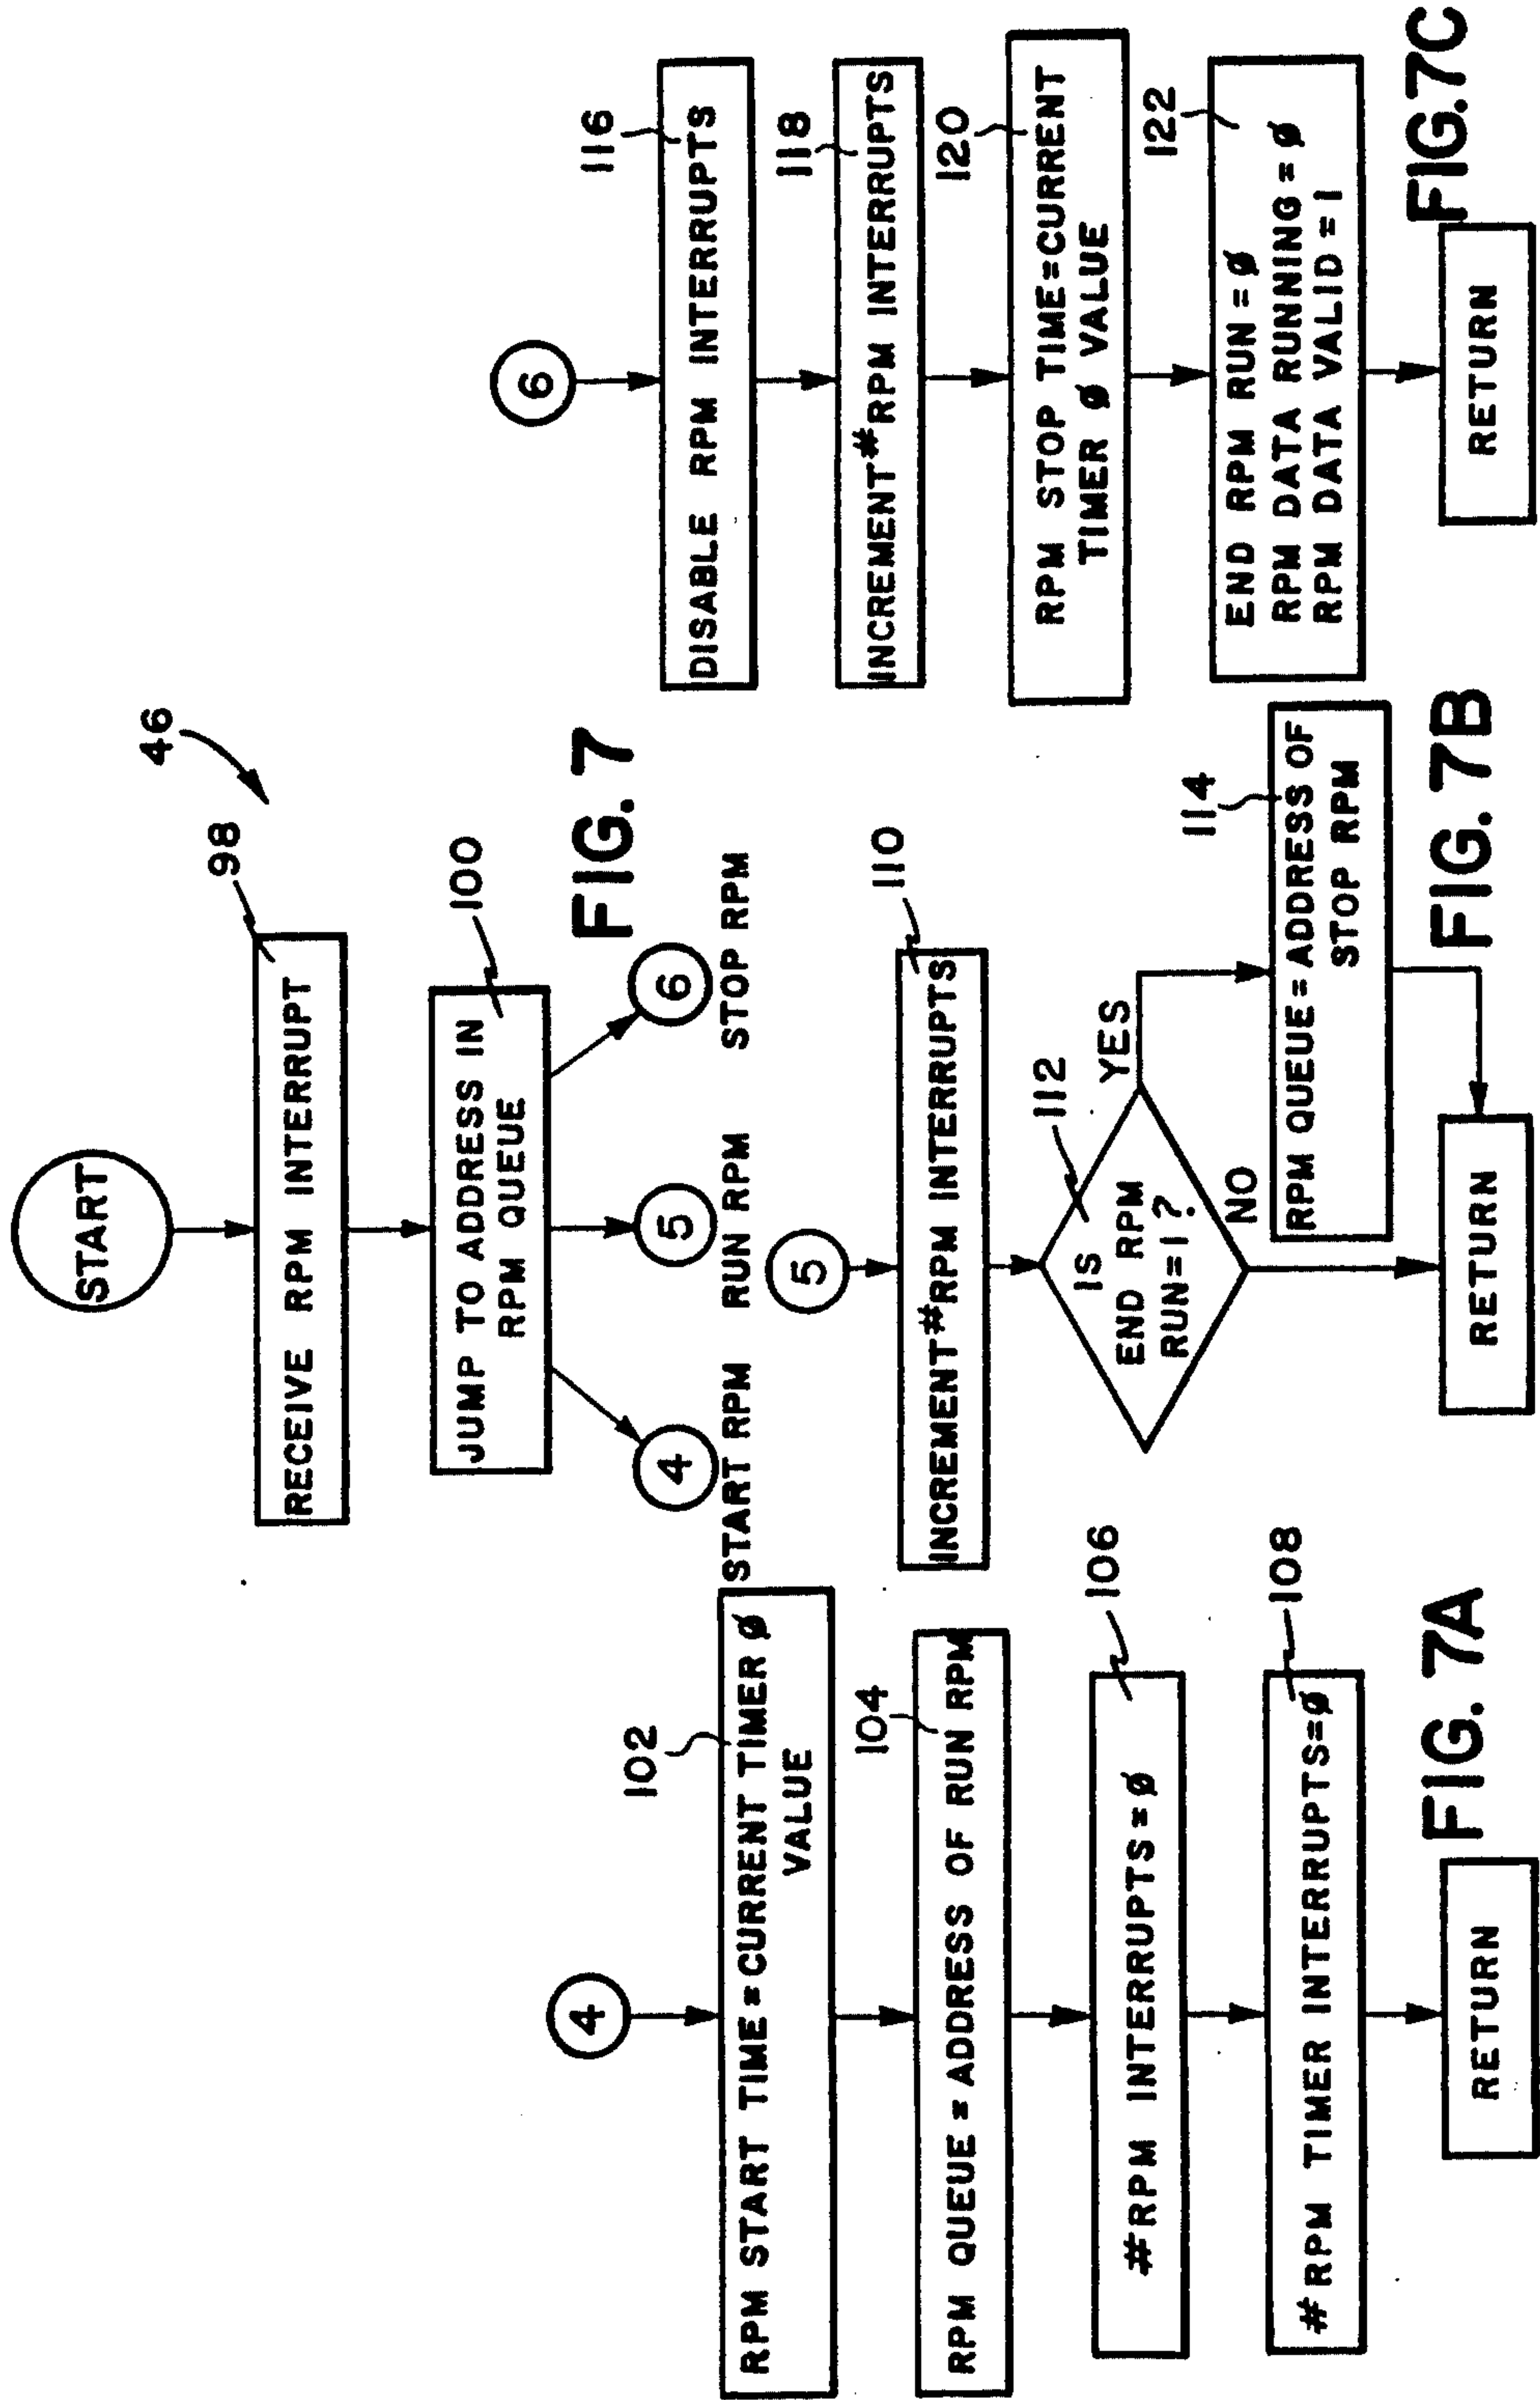 46
START
98
RECEIVE RPM INTERRUPT
100
JUMP TO ADDRESS IN
RPM QUEUE
4
5
6
START RPM
RUN RPM
STOP RPM
FIG. 7
4
102
RPM START TIME=CURRENT TIMER Ø
VALUE
104
RPM QUEUE=ADDRESS OF RUN RPM
106
#RPM INTERRUPTS=Ø
108
#RPM TIMER INTERRUPTS=Ø
RETURN
FIG. 7A
5
110
INCREMENT #RPM INTERRUPTS
112
IS
END RPM
RUN=1?
YES
NO
114
RPM QUEUE=ADDRESS OF
STOP RPM
RETURN
FIG. 7B
6
116
DISABLE RPM INTERRUPTS
118
INCREMENT #RPM INTERRUPTS
120
RPM STOP TIME=CURRENT
TIMER Ø VALUE
122
END RPM RUN=Ø
RPM DATA RUNNING=Ø
RPM DATA VALID=1
RETURN
FIG.7C